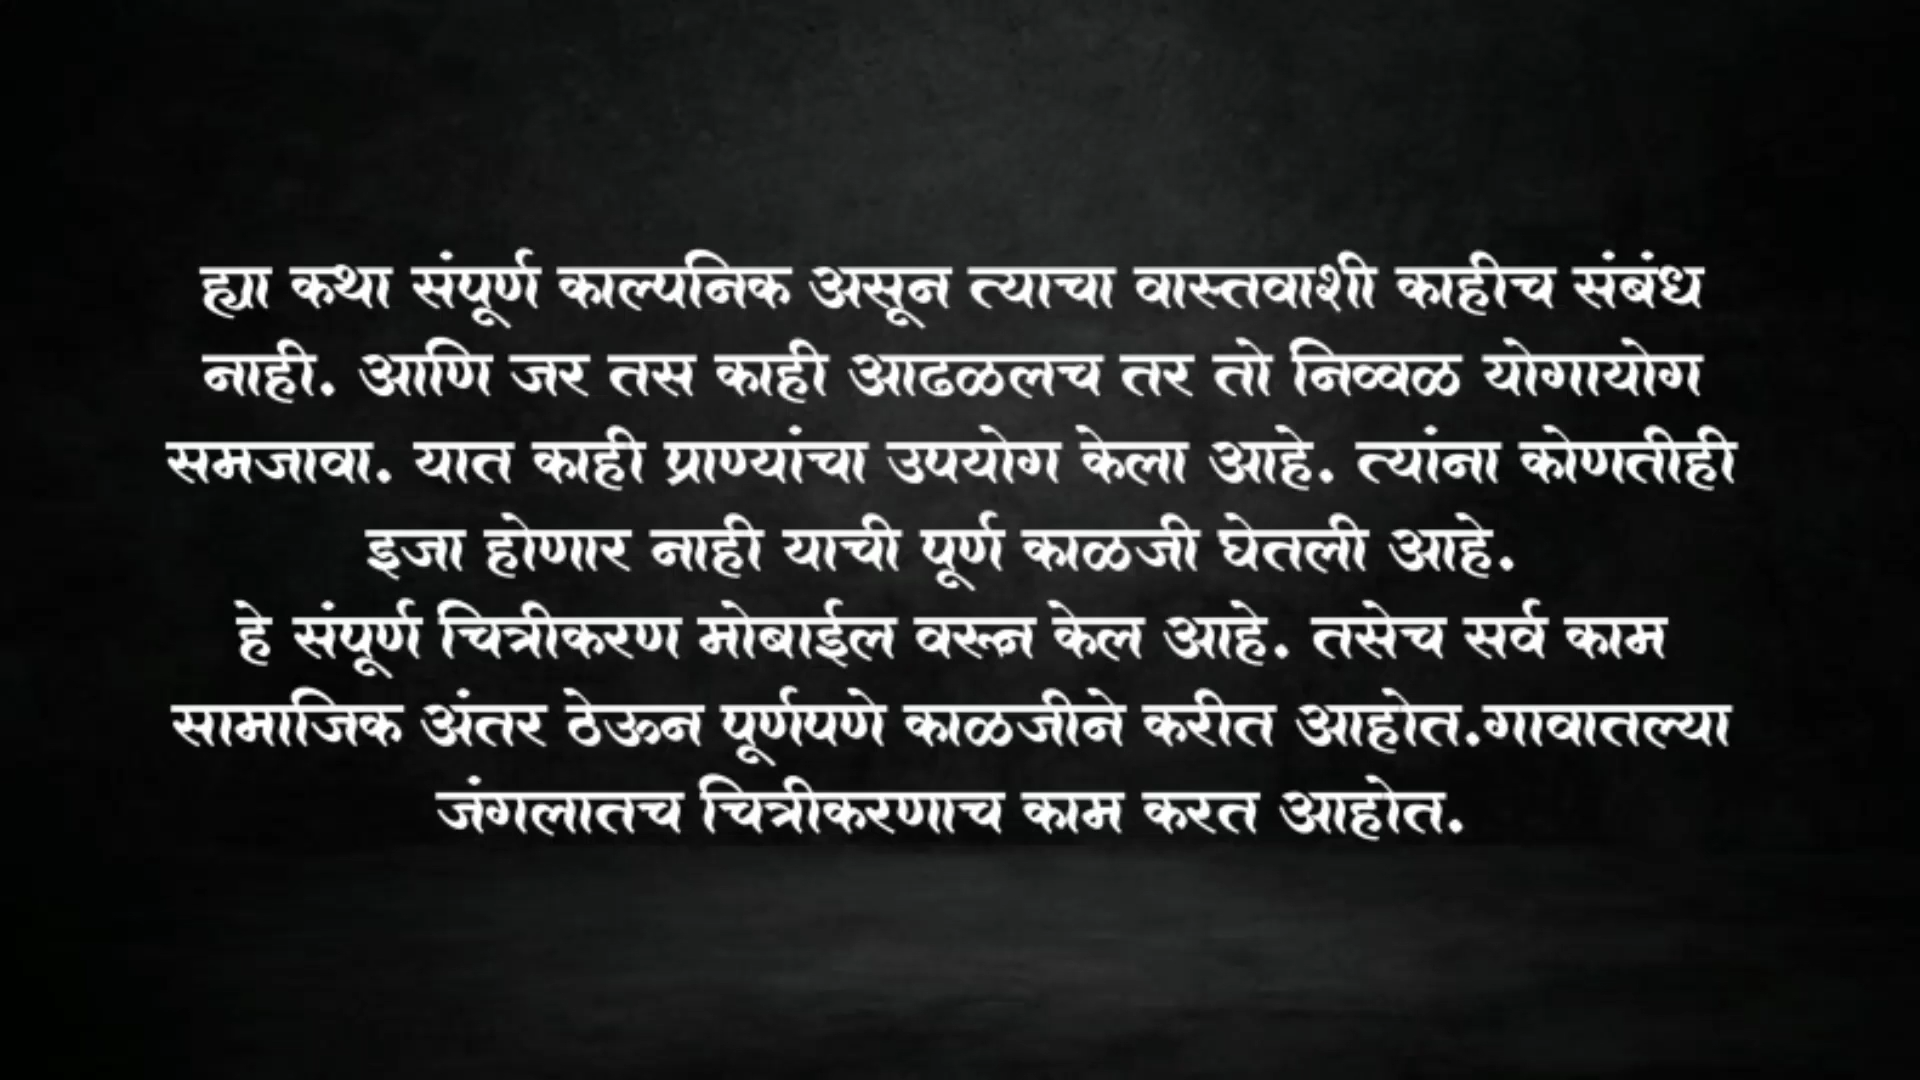 ह्या कथा संपूर्ण काल्पनिक असून त्याचा वास्तवाशी काहीच संबंध
नाही. आणि जर तस काही आढळलच तर तो निव्वळ योगायोग
समजावा. यात काही प्राण्यांचा उपयोग केला आहे. त्यांना कोणतीही
इजा होणार नाही याची पूर्ण काळजी घेतली आहे.
हे संपूर्ण चित्रीकरण मोबाईल वरून केल आहे. तसेच सर्व काम
सामाजिक अंतर ठेऊन पूर्णपणे काळजीने करीत आहोत.गावातल्या
जंगलातच चित्रीकरणाच काम करत आहोत.